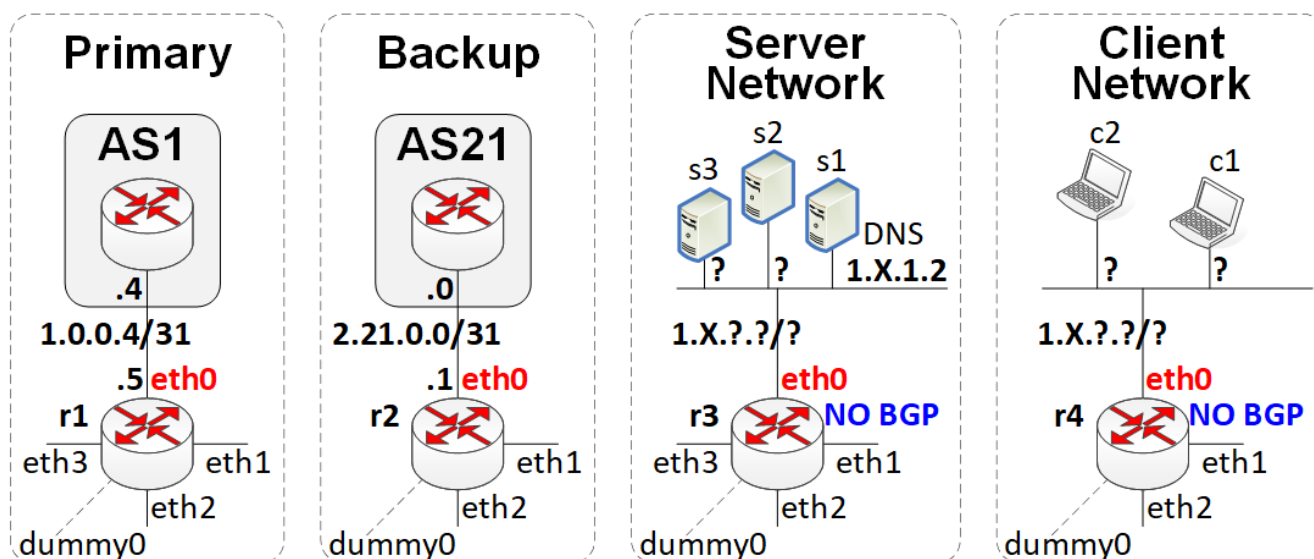 Primary
AS1
.4
1.0.0.4/31
.5 eth0
r1
eth3
eth1
eth2
dummy0
Backup
AS21
.0
2.21.0.0/31
.1 eth0
r2
eth1
eth2
dummy0
Server
Network
s3
s2
s1
DNS
? ? 1.X.1.2
1.X.?.?/?
eth0
r3
NO BGP
eth3
eth1
eth2
dummy0
Client
Network
c2
c1
? ?
1.X.?.?/?
eth0
r4
NO BGP
eth1
eth2
dummy0